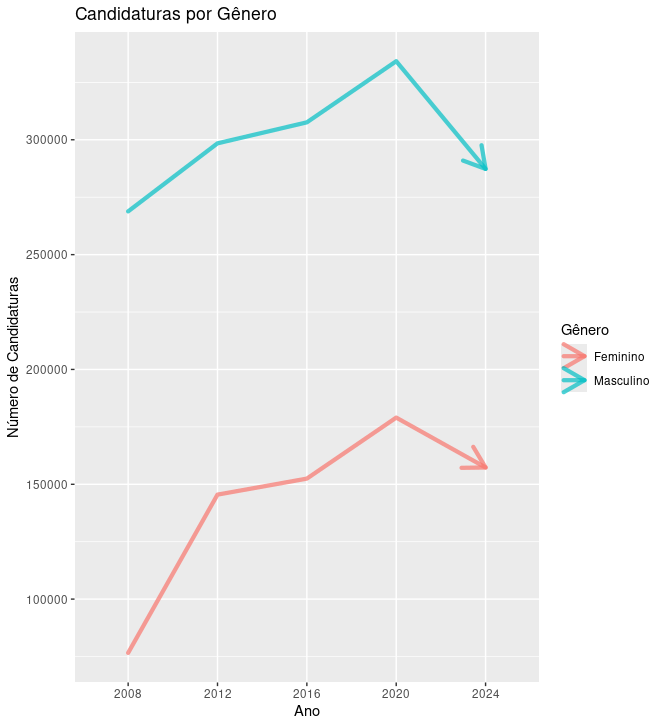 Candidaturas por Gênero
Número de Candidaturas
300000
250000
200000
150000
100000
2008 2012 2016 2020 2024
Ano
Gênero
Feminino
Masculino